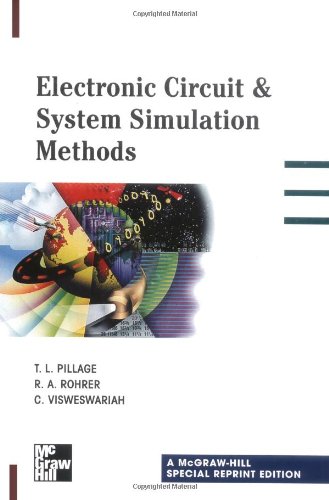 Electronic Circuit &
System Simulation
Methods
T. L. PILLAGE
R. A. ROHRER
C. VISWESWARIAH
Mc
Graw
Hill
A McGRAW-HILL
SPECIAL REPRINT EDITION